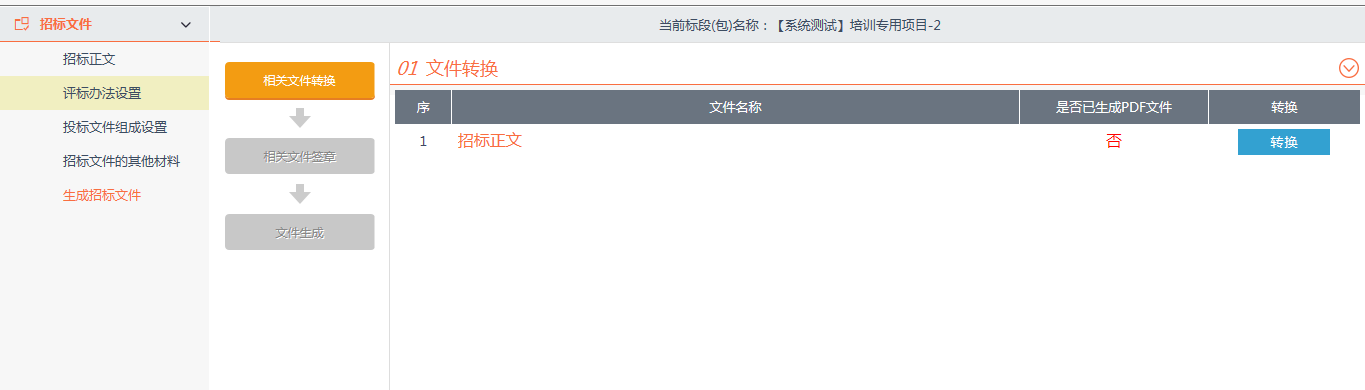 招标文件
当前标段(包)名称：【系统测试】培训专用项目-2
招标正文
评标办法设置
投标文件组成设置
招标文件的其他材料
生成招标文件
相关文件转换
相关文件签章
文件生成
01 文件转换
序 文件名称 是否已生成PDF文件 转换
1 招标正文 否 转换